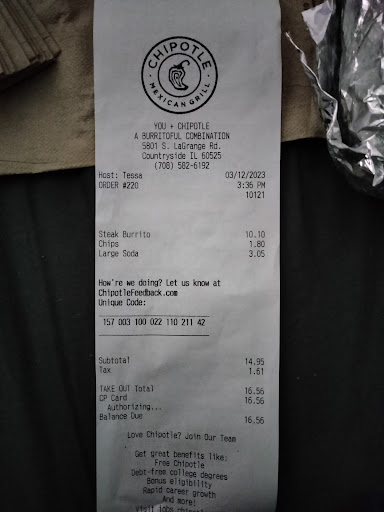 CHIPOTLE
MEXICAN GRILL
YOU + CHIPOTLE
A BURRITOFUL COMBINATION
5801 S. LaGrange Rd.
Countryside IL 60525
(708) 582-6192
Host: Tessa 03/12/2023
ORDER #220 3:36 PM
10121
Steak Burrito 10.10
Chips 1.80
Large Soda 3.05
How're we doing? Let us know at
ChipotleFeedback.com
Unique Code:
157 003 100 022 110 211 42
Subtotal 14.95
Tax 1.61
TAKE OUT Total 16.56
CP Card 16.56
Authorizing...
Balance Due 16.56
Love Chipotle? Join Our Team
Get great benefits like:
Free Chipotle
Debt-from college degrees
Bonus eligibility
Rapid career growth
And more!
Visit jobs.chipotle